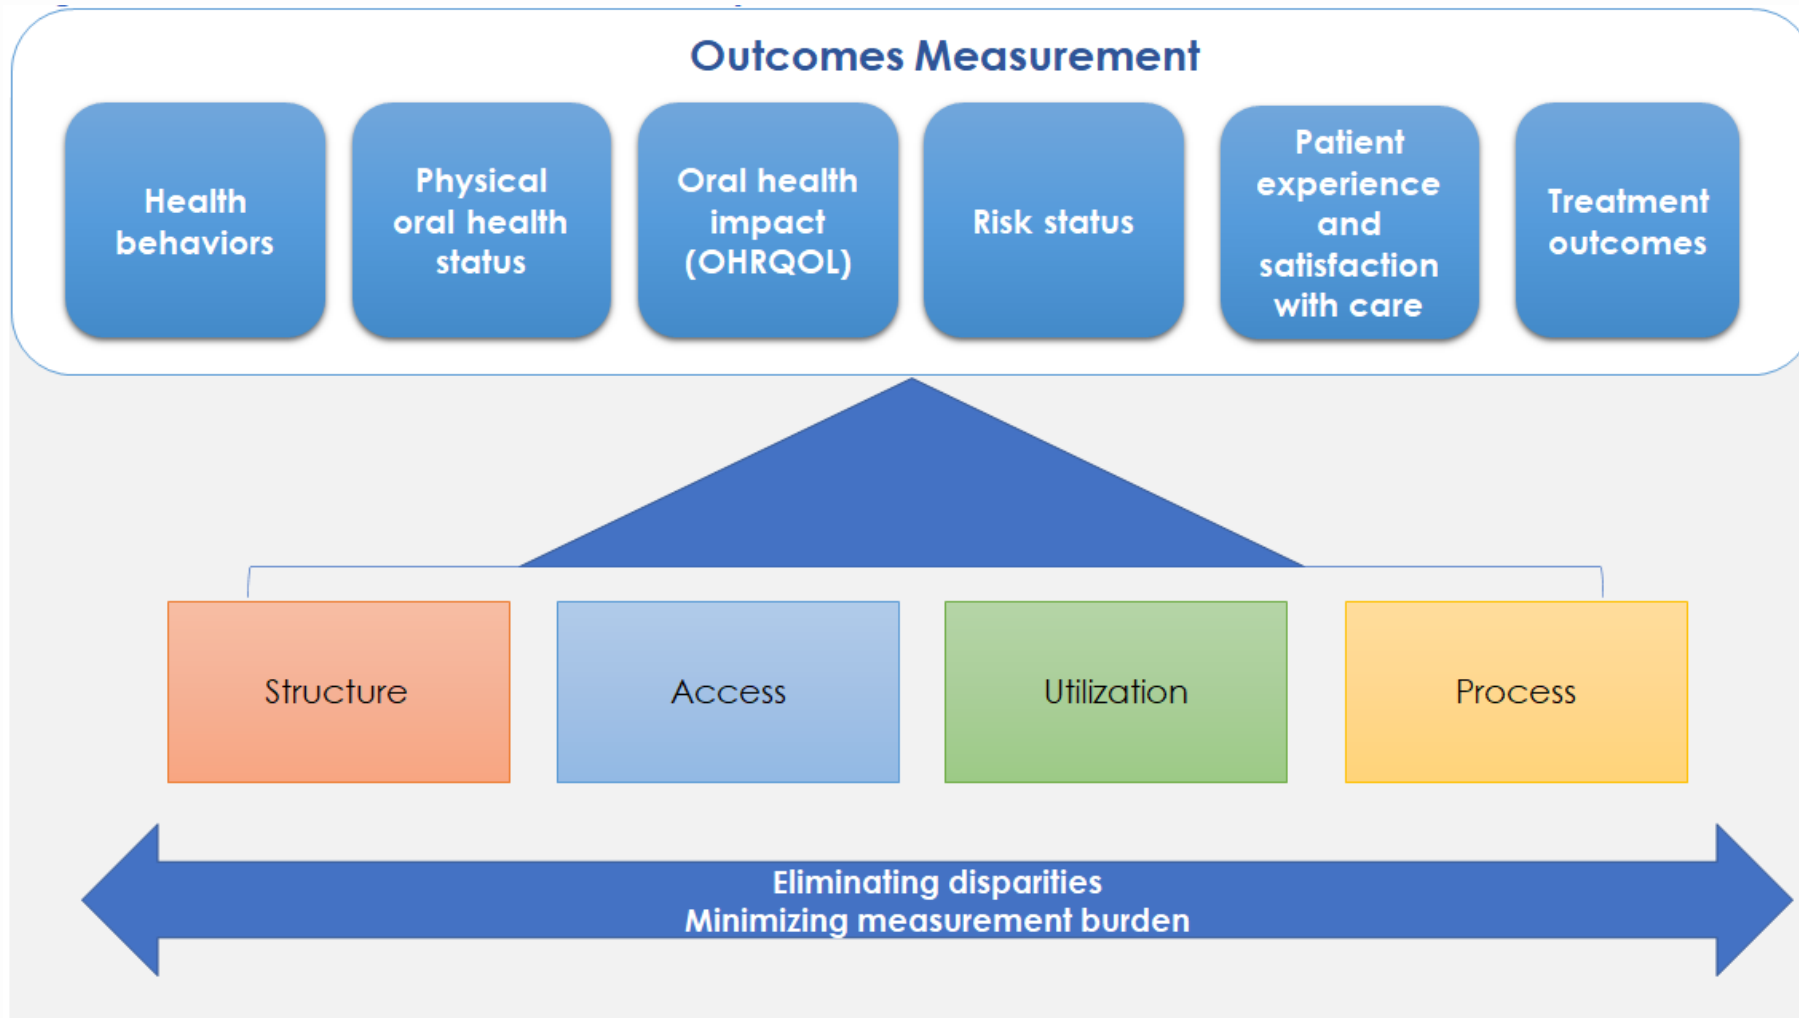 Outcomes Measurement
Health
behaviors
Physical
oral health
status
Oral health
impact
(OHRQOL)
Risk status
Patient
experience
and
satisfaction
with care
Treatment
outcomes
Structure
Access
Utilization
Process
Eliminating disparities
Minimizing measurement burden